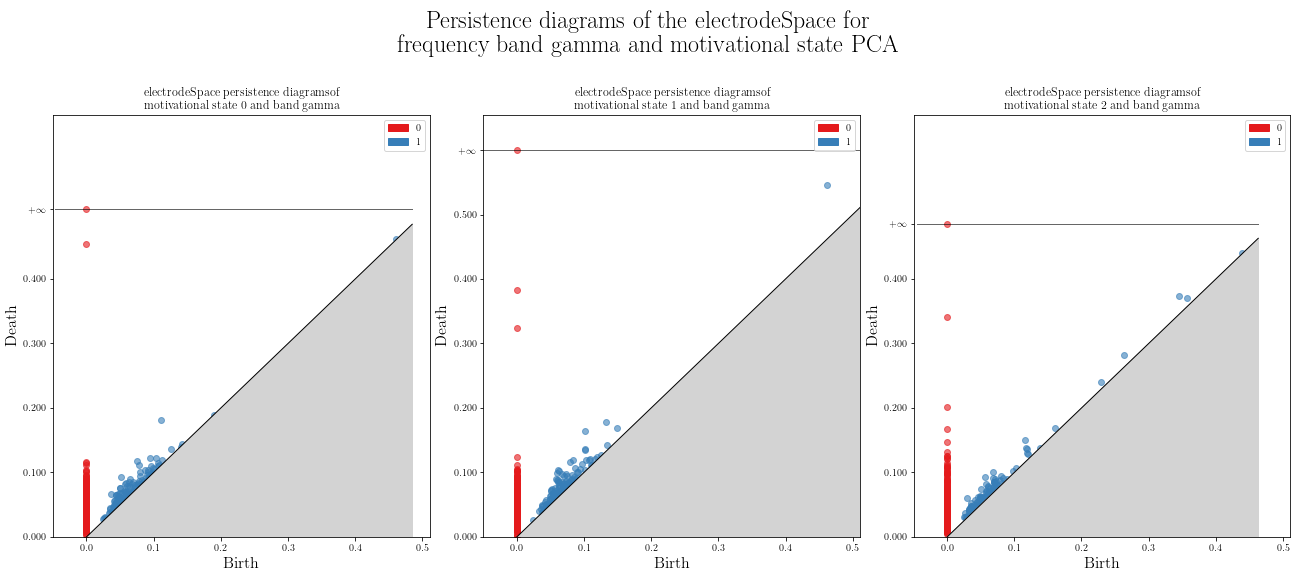 Persistence diagrams of the electrodeSpace for
frequency band gamma and motivational state PCA
electrodeSpace persistence diagramsof
motivational state 0 and band gamma
0
1
+∞
0.400
0.300
0.200
0.100
0.000
Death
0.0 0.1 0.2 0.3 0.4 0.5
Birth
electrodeSpace persistence diagramsof
motivational state 1 and band gamma
0
1
+∞
0.500
0.400
0.300
0.200
0.100
0.000
Death
0.0 0.1 0.2 0.3 0.4 0.5
Birth
electrodeSpace persistence diagramsof
motivational state 2 and band gamma
0
1
+∞
0.400
0.300
0.200
0.100
0.000
Death
0.0 0.1 0.2 0.3 0.4 0.5
Birth